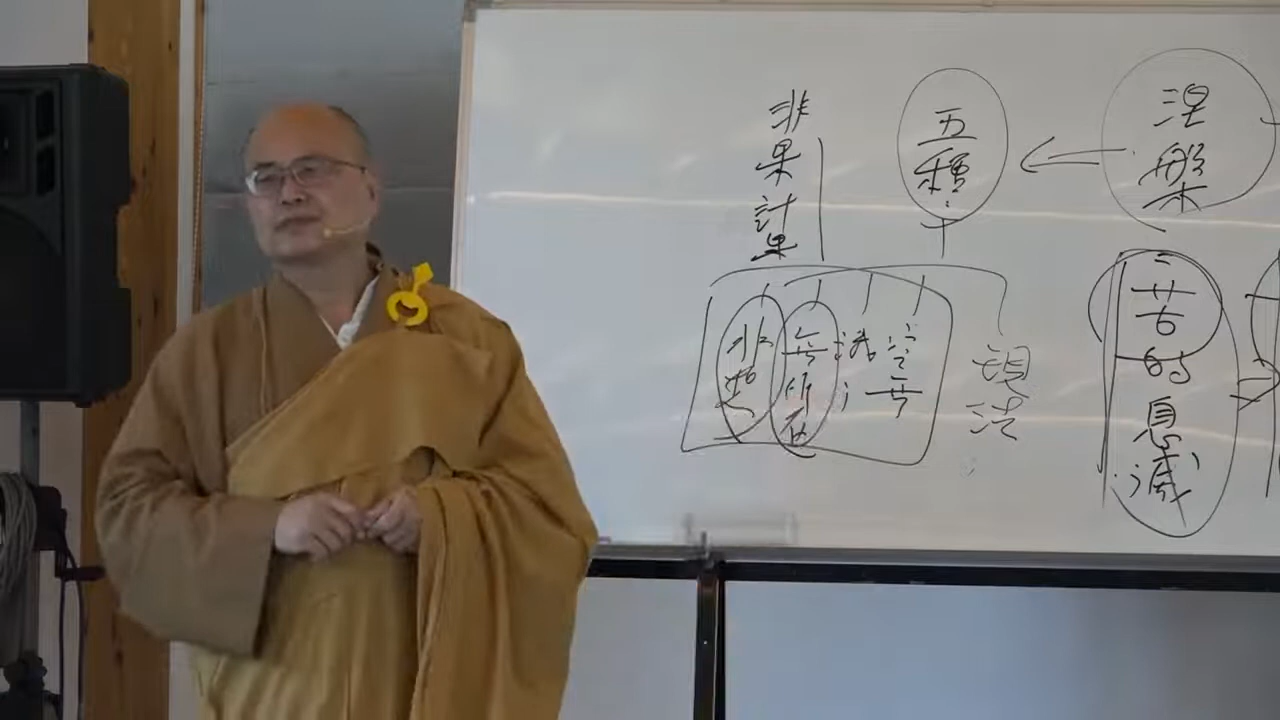 涅槃
苦的息滅
五種
現法
空無
非想
無所有
非果計果